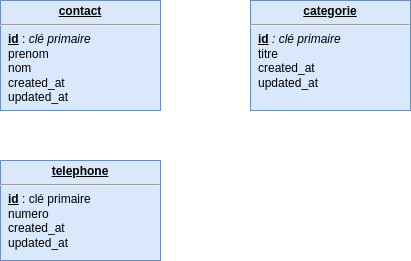 contact
id : clé primaire
prenom
nom
created_at
updated_at
categorie
id : clé primaire
titre
created_at
updated_at
telephone
id : clé primaire
numero
created_at
updated_at